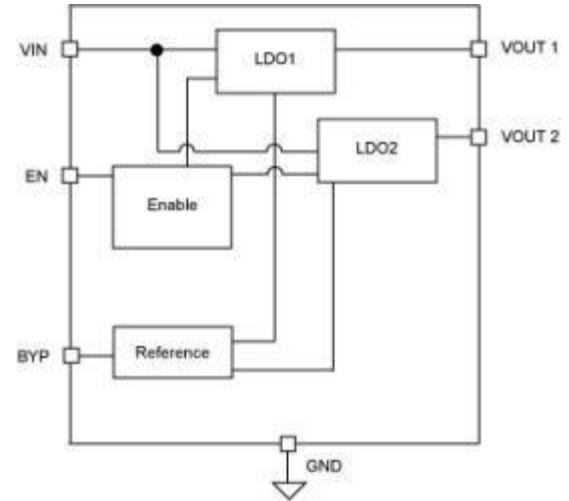 VIN
LDO1
VOUT 1
LDO2
VOUT 2
EN
Enable
BYP
Reference
GND